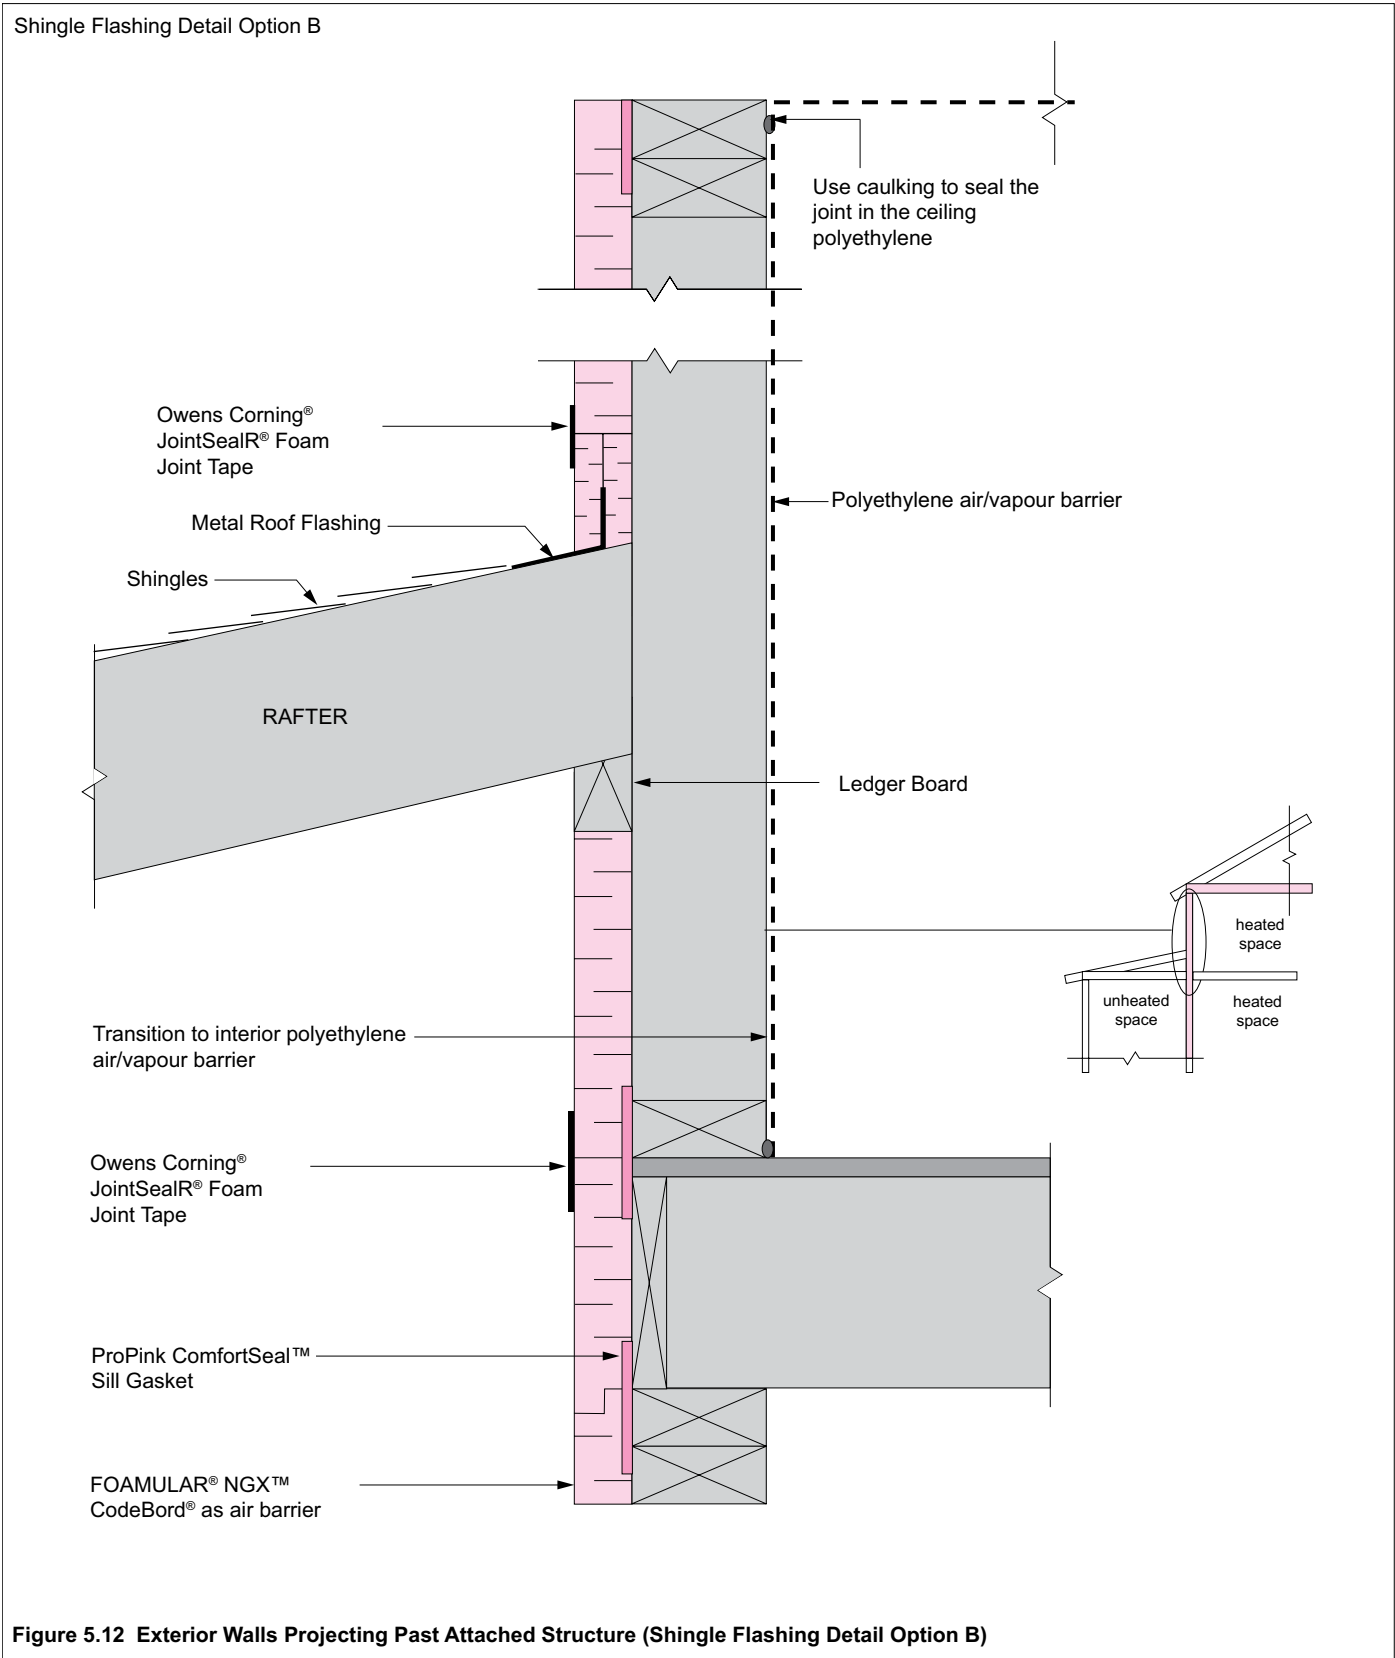 Shingle Flashing Detail Option B
Use caulking to seal the
joint in the ceiling
polyethylene
Owens Corning®
JointSealR® Foam
Joint Tape
Polyethylene air/vapour barrier
Metal Roof Flashing
Shingles
RAFTER
Ledger Board
heated
space
unheated
space
heated
space
Transition to interior polyethylene
air/vapour barrier
Owens Corning®
JointSealR® Foam
Joint Tape
ProPink ComfortSeal™
Sill Gasket
FOAMULAR® NGX™
CodeBord® as air barrier
Figure 5.12 Exterior Walls Projecting Past Attached Structure (Shingle Flashing Detail Option B)